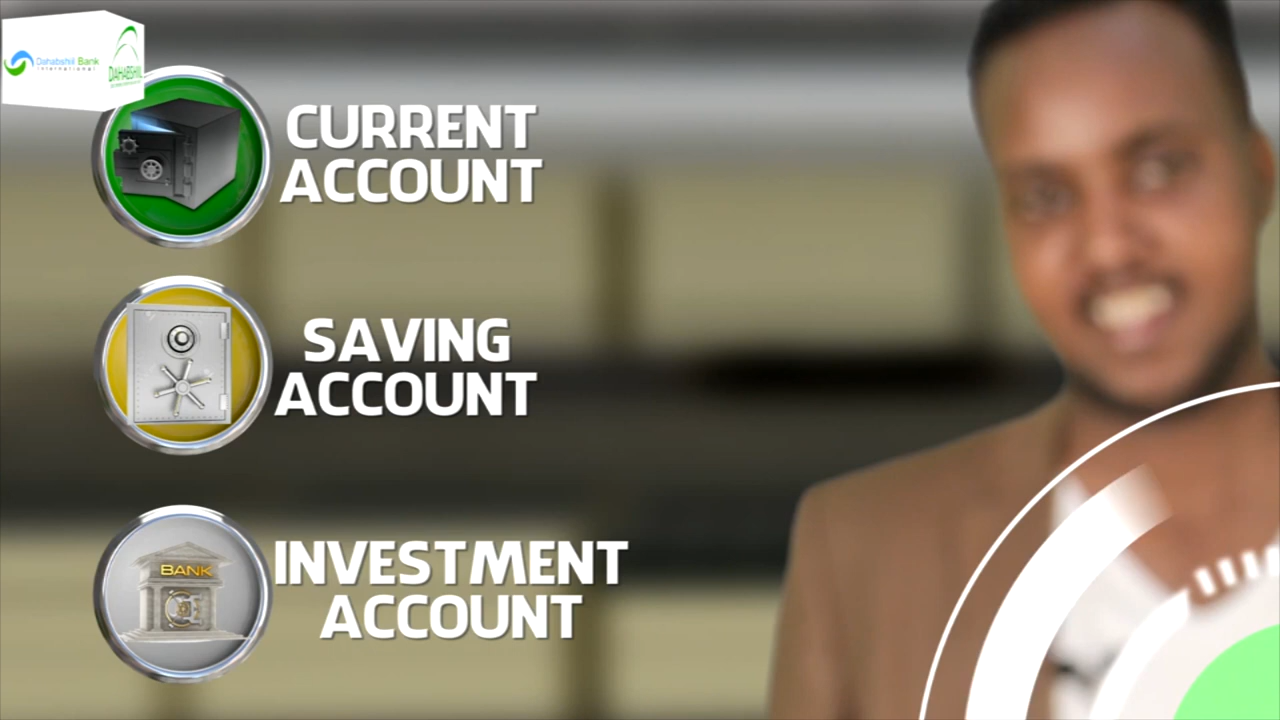 Dahabshiil Bank
International
DAHABSHIIL
CURRENT
ACCOUNT
SAVING
ACCOUNT
BANK
INVESTMENT
ACCOUNT